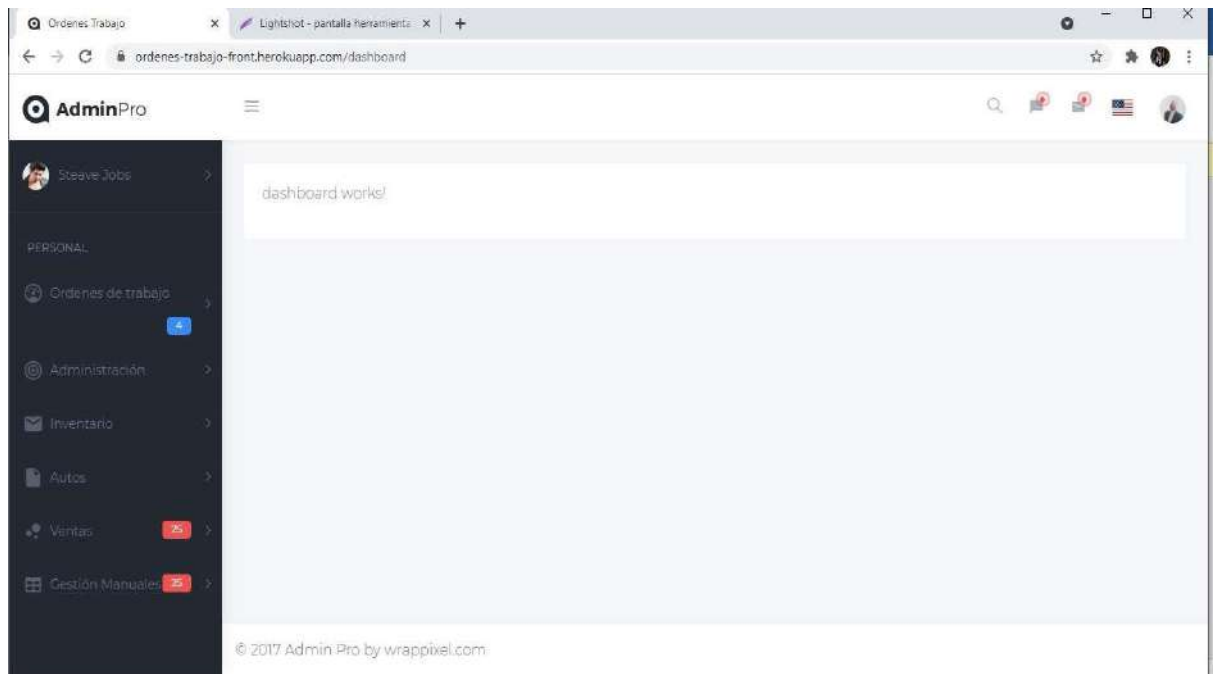 Ordenes Trabajo
Lightshot - pantalla herramienta
ordenes-trabajo-front.herokuapp.com/dashboard
AdminPro
Steave Jobs
dashboard works!
PERSONAL
Ordenes de trabajo
4
Administración
Inventario
Autos
Ventas 25
Gestión Manuales 25
© 2017 Admin Pro by wrappixel.com